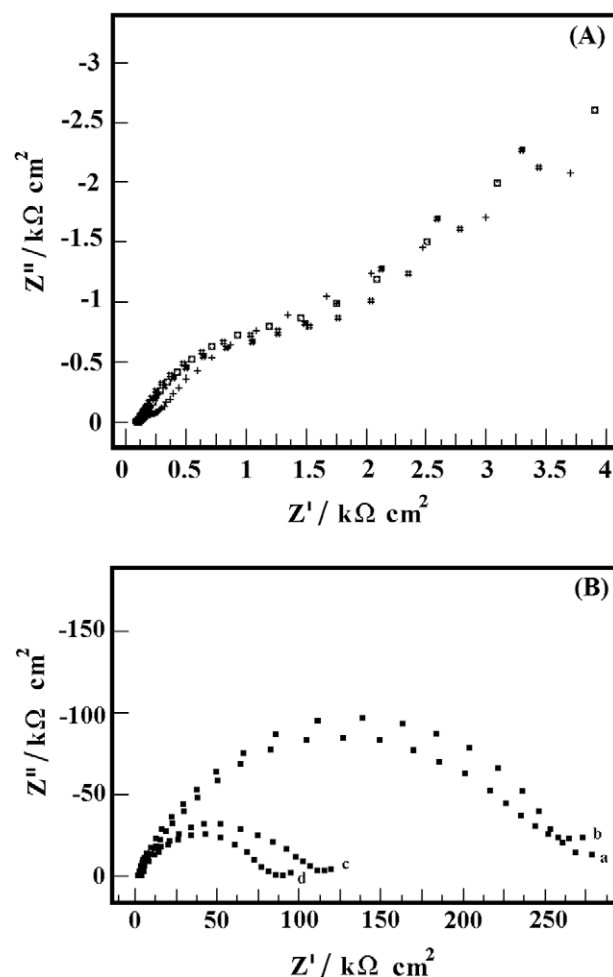 (A)
-3
-2.5
-2
-1.5
-1
-0.5
0
Z" / kΩ cm²
0 0.5 1 1.5 2 2.5 3 3.5 4
Z' / kΩ cm²
(B)
-150
-100
-50
0
Z" / kΩ cm²
b
a
c
d
0 50 100 150 200 250
Z' / kΩ cm²